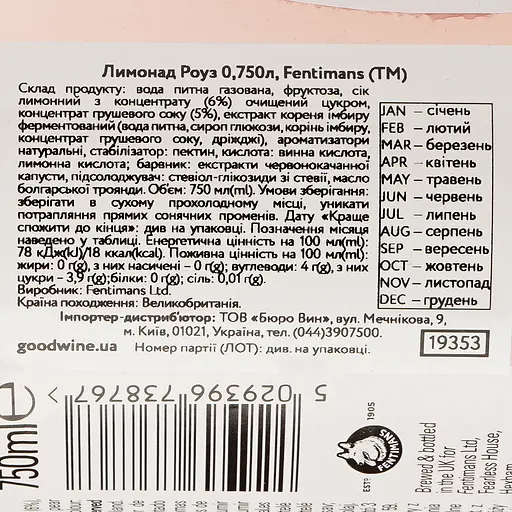 Лимонад Роуз 0,750л, Fentimans (TM)
Склад продукту: вода питна газована, фруктоза, сік
лимонний з концентрату (6%) очищений цукром,
концентрат грушевого соку (5%), екстракт кореня імбиру
ферментований (вода питна, сироп глюкози, корінь імбиру,
концентрат грушевого соку, дріжджі), ароматизатори
натуральні, стабілізатор: пектин, кислота: винна кислота,
лимонна кислота; барвник: екстракти червонокачанної
капусти, підсолоджувач: стевіол-глікозиди зі стевії, масло
болгарської троянди. Об'єм: 750 мл(ml). Умови зберігання:
зберігати в сухому прохолодному місці, уникати
потрапляння прямих сонячних променів. Дату «Краще
спожити до кінця»: див на упаковці. Позначення місяця
наведено у таблиці. Енергетична цінність на 100 мл(ml):
78 кДж(kJ)/18 ккал(kcal). Поживна цінність на 100 мл(ml):
жири: 0 г(g), з них насичені – 0 г(g); вуглеводи: 4 г(g), з них
цукри – 3,9 г(g); білки: 0 г(g); сіль: 0,01 г(g).
Виробник: Fentimans Ltd.
Країна походження: Великобританія.
JAN – січень
FEB – лютий
MAR – березень
APR – квітень
MAY – травень
JUN – червень
JUL – липень
AUG – серпень
SEP – вересень
OCT – жовтень
NOV – листопад
DEC – грудень
Імпортер-дистриб'ютор: ТОВ «Бюро Вин», вул. Мечнікова, 9,
м. Київ, 01021, Україна, тел. (044)3907500.
goodwine.ua
Номер партії (ЛОТ): див. на упаковці.
19353
750ml e
5 029396 738767 >
ESTD 1905
FENTIMANS
Brewed & bottled
in the UK for
Fentimans Ltd,
Fearless House,
Hexham